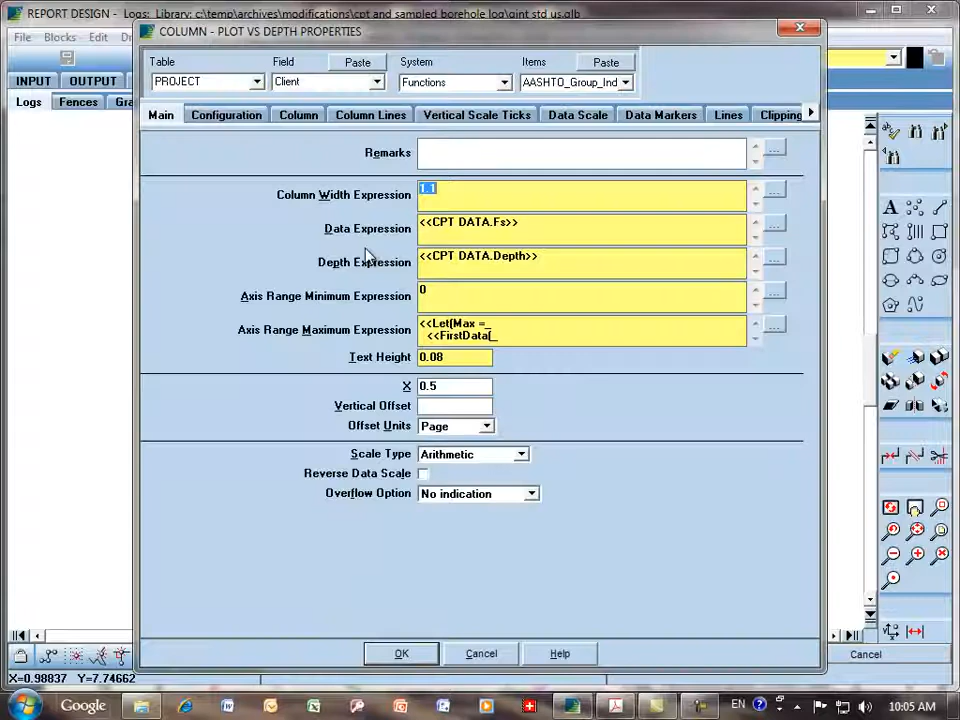 REPORT DESIGN - Logs: Library: c:\temp\archives\modifications\cpt and sampled borehole log\gint std us.glb
File Blocks Edit
COLUMN - PLOT VS DEPTH PROPERTIES
Table Paste System Items Paste
PROJECT Field Client Functions AASHTO_Group_Ind
INPUT OUTPUT
Logs Fences Gra
Main Configuration Column Column Lines Vertical Scale Ticks Data Scale Data Markers Lines Clipping
Remarks
Column Width Expression 1.1
Data Expression <<CPT DATA.Fs>>
Depth Expression <<CPT DATA.Depth>>
Axis Range Minimum Expression 0
Axis Range Maximum Expression <<Let(Max =_
<<FirstData(_
Text Height 0.08
X 0.5
Vertical Offset
Offset Units Page
Scale Type Arithmetic
Reverse Data Scale
Overflow Option No indication
OK Cancel Help
Cancel
X=0.98837 Y=7.74662
Google EN 10:05 AM